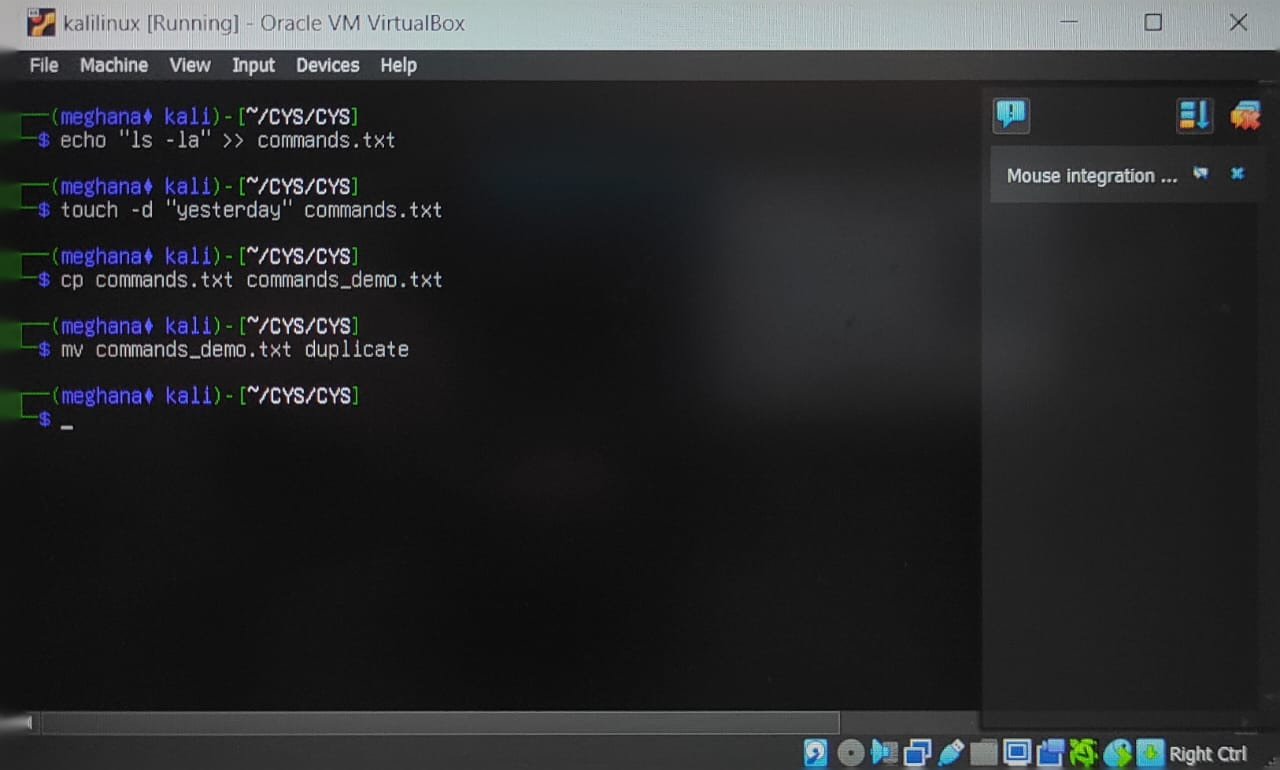 kalilinux [Running] - Oracle VM VirtualBox
File Machine View Input Devices Help
(meghana♦ kali)-[~/CYS/CYS]
$ echo "ls -la" >> commands.txt
Mouse integration ...
(meghana♦ kali)-[~/CYS/CYS]
$ touch -d "yesterday" commands.txt
(meghana♦ kali)-[~/CYS/CYS]
$ cp commands.txt commands_demo.txt
(meghana♦ kali)-[~/CYS/CYS]
$ mv commands_demo.txt duplicate
(meghana♦ kali)-[~/CYS/CYS]
$ _
Right Ctrl